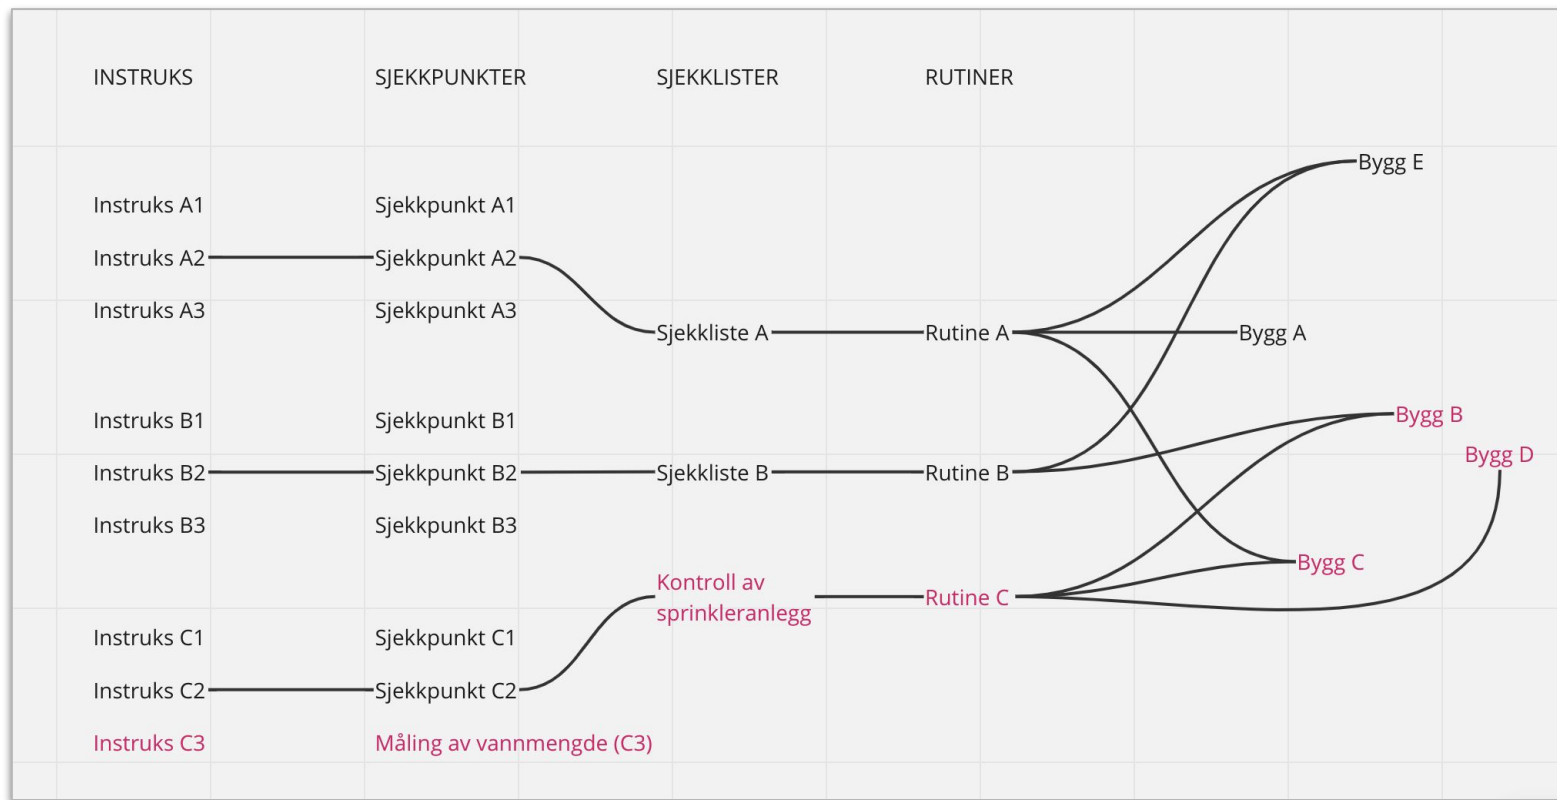 INSTRUKS SJEKKPUNKTER SJEKKLISTER RUTINER
Bygg E
Instruks A1 Sjekkpunkt A1
Instruks A2 Sjekkpunkt A2
Instruks A3 Sjekkpunkt A3
Sjekkliste A Rutine A Bygg A
Instruks B1 Sjekkpunkt B1 Bygg B
Bygg D
Instruks B2 Sjekkpunkt B2 Sjekkliste B Rutine B
Instruks B3 Sjekkpunkt B3
Bygg C
Kontroll av
sprinkleranlegg Rutine C
Instruks C1 Sjekkpunkt C1
Instruks C2 Sjekkpunkt C2
Instruks C3 Måling av vannmengde (C3)